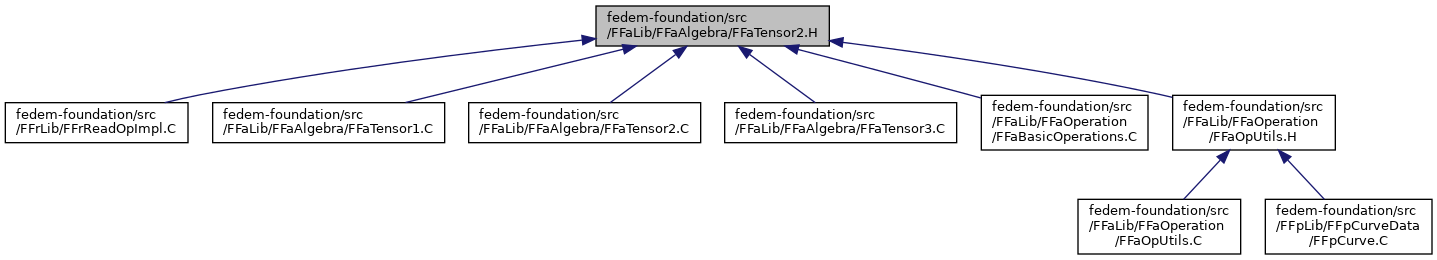 fedem-foundation/src
/FFaLib/FFaAlgebra/FFaTensor2.H
fedem-foundation/src
/FFrLib/FFrReadOpImpl.C
fedem-foundation/src
/FFaLib/FFaAlgebra/FFaTensor1.C
fedem-foundation/src
/FFaLib/FFaAlgebra/FFaTensor2.C
fedem-foundation/src
/FFaLib/FFaAlgebra/FFaTensor3.C
fedem-foundation/src
/FFaLib/FFaOperation
/FFaBasicOperations.C
fedem-foundation/src
/FFaLib/FFaOperation
/FFaOpUtils.H
fedem-foundation/src
/FFaLib/FFaOperation
/FFaOpUtils.C
fedem-foundation/src
/FFpLib/FFpCurveData
/FFpCurve.C